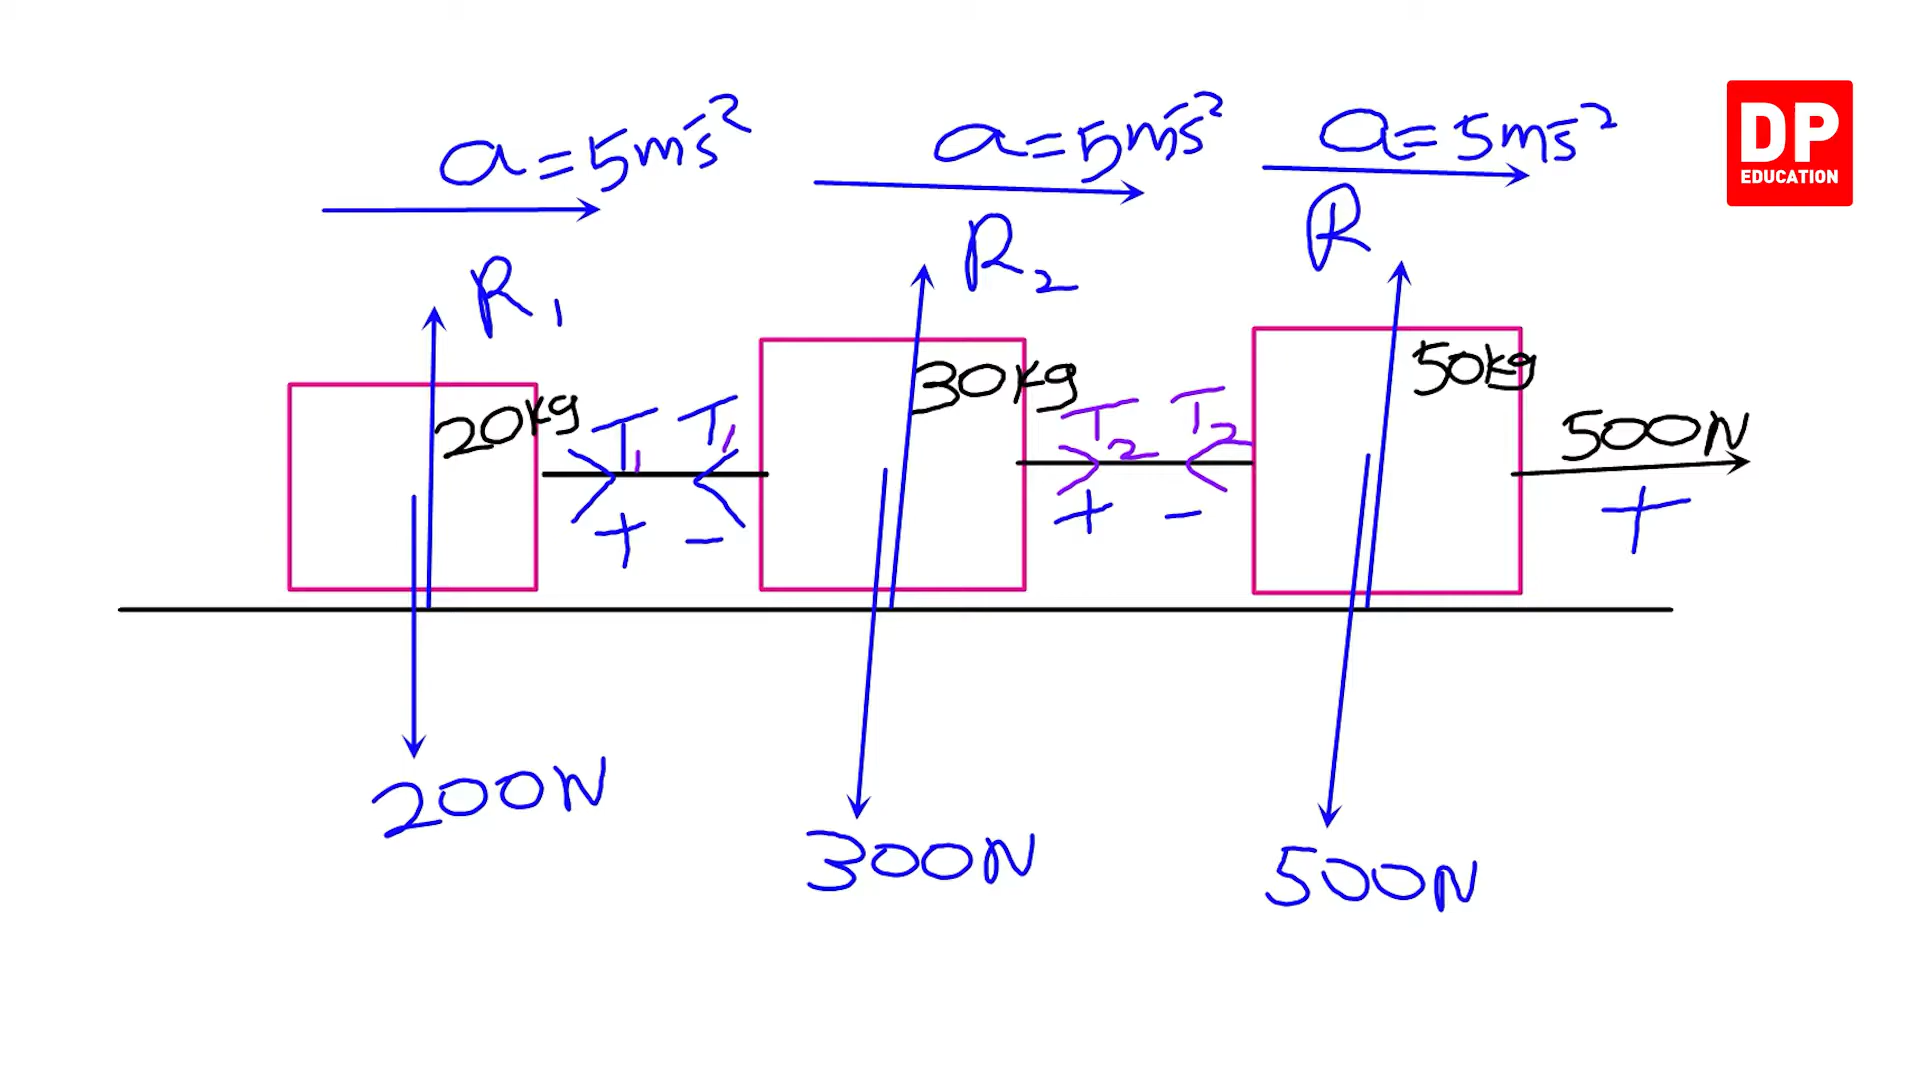 a = 5ms⁻²
a = 5ms⁻²
a = 5ms⁻²
DP
EDUCATION
R₁
R₂
R
20kg
30kg
50kg
T₁ T₁
T₂ T₂
500N
+ -
+ -
+
200N
300N
500N